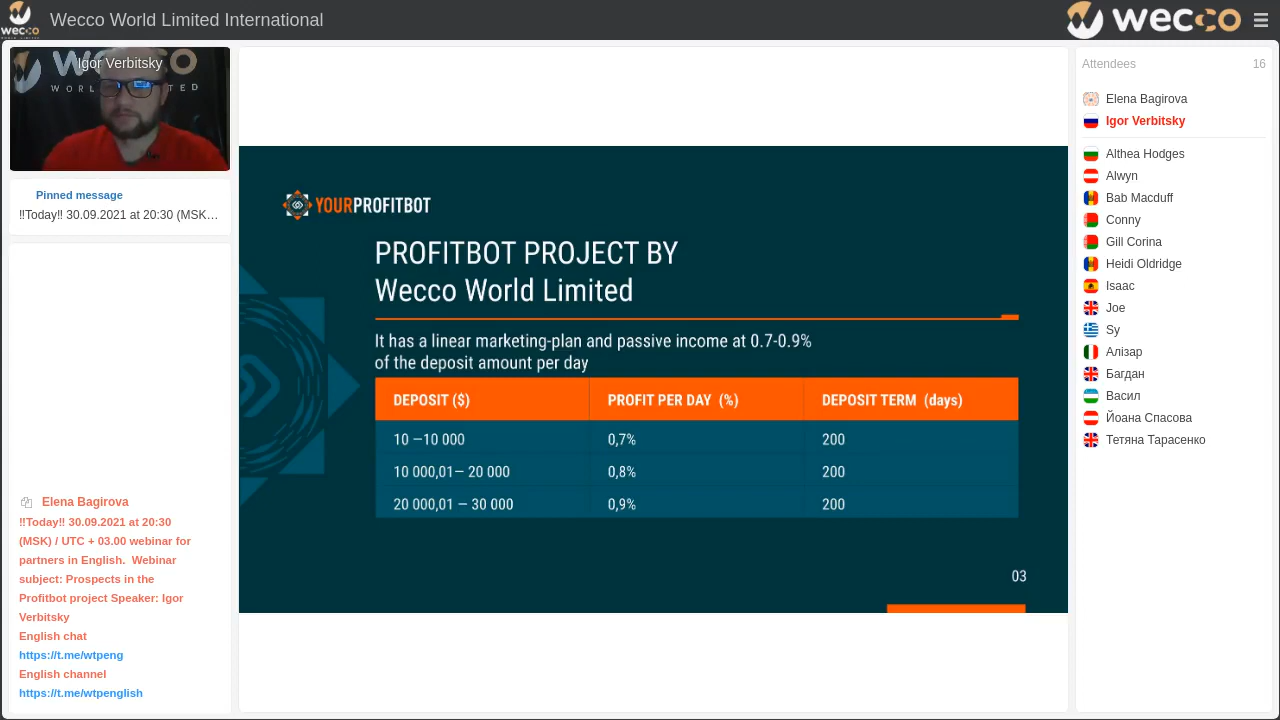 Wecco World Limited International
wecco
wecco
Igor Verbitsky
Pinned message
‼Today‼ 30.09.2021 at 20:30 (MSK…
Elena Bagirova
‼Today‼ 30.09.2021 at 20:30
(MSK) / UTC + 03.00 webinar for
partners in English.  Webinar
subject: Prospects in the
Profitbot project Speaker: Igor
Verbitsky
English chat
https://t.me/wtpeng
English channel
https://t.me/wtpenglish
YOURPROFITBOT
PROFITBOT PROJECT BY
Wecco World Limited
It has a linear marketing-plan and passive income at 0.7-0.9%
of the deposit amount per day
DEPOSIT ($) PROFIT PER DAY (%) DEPOSIT TERM (days)
10 —10 000 0,7% 200
10 000,01— 20 000 0,8% 200
20 000,01 — 30 000 0,9% 200
03
Attendees 16
Elena Bagirova
Igor Verbitsky
Althea Hodges
Alwyn
Bab Macduff
Conny
Gill Corina
Heidi Oldridge
Isaac
Joe
Sy
Алізар
Багдан
Васил
Йоана Спасова
Тетяна Тарасенко